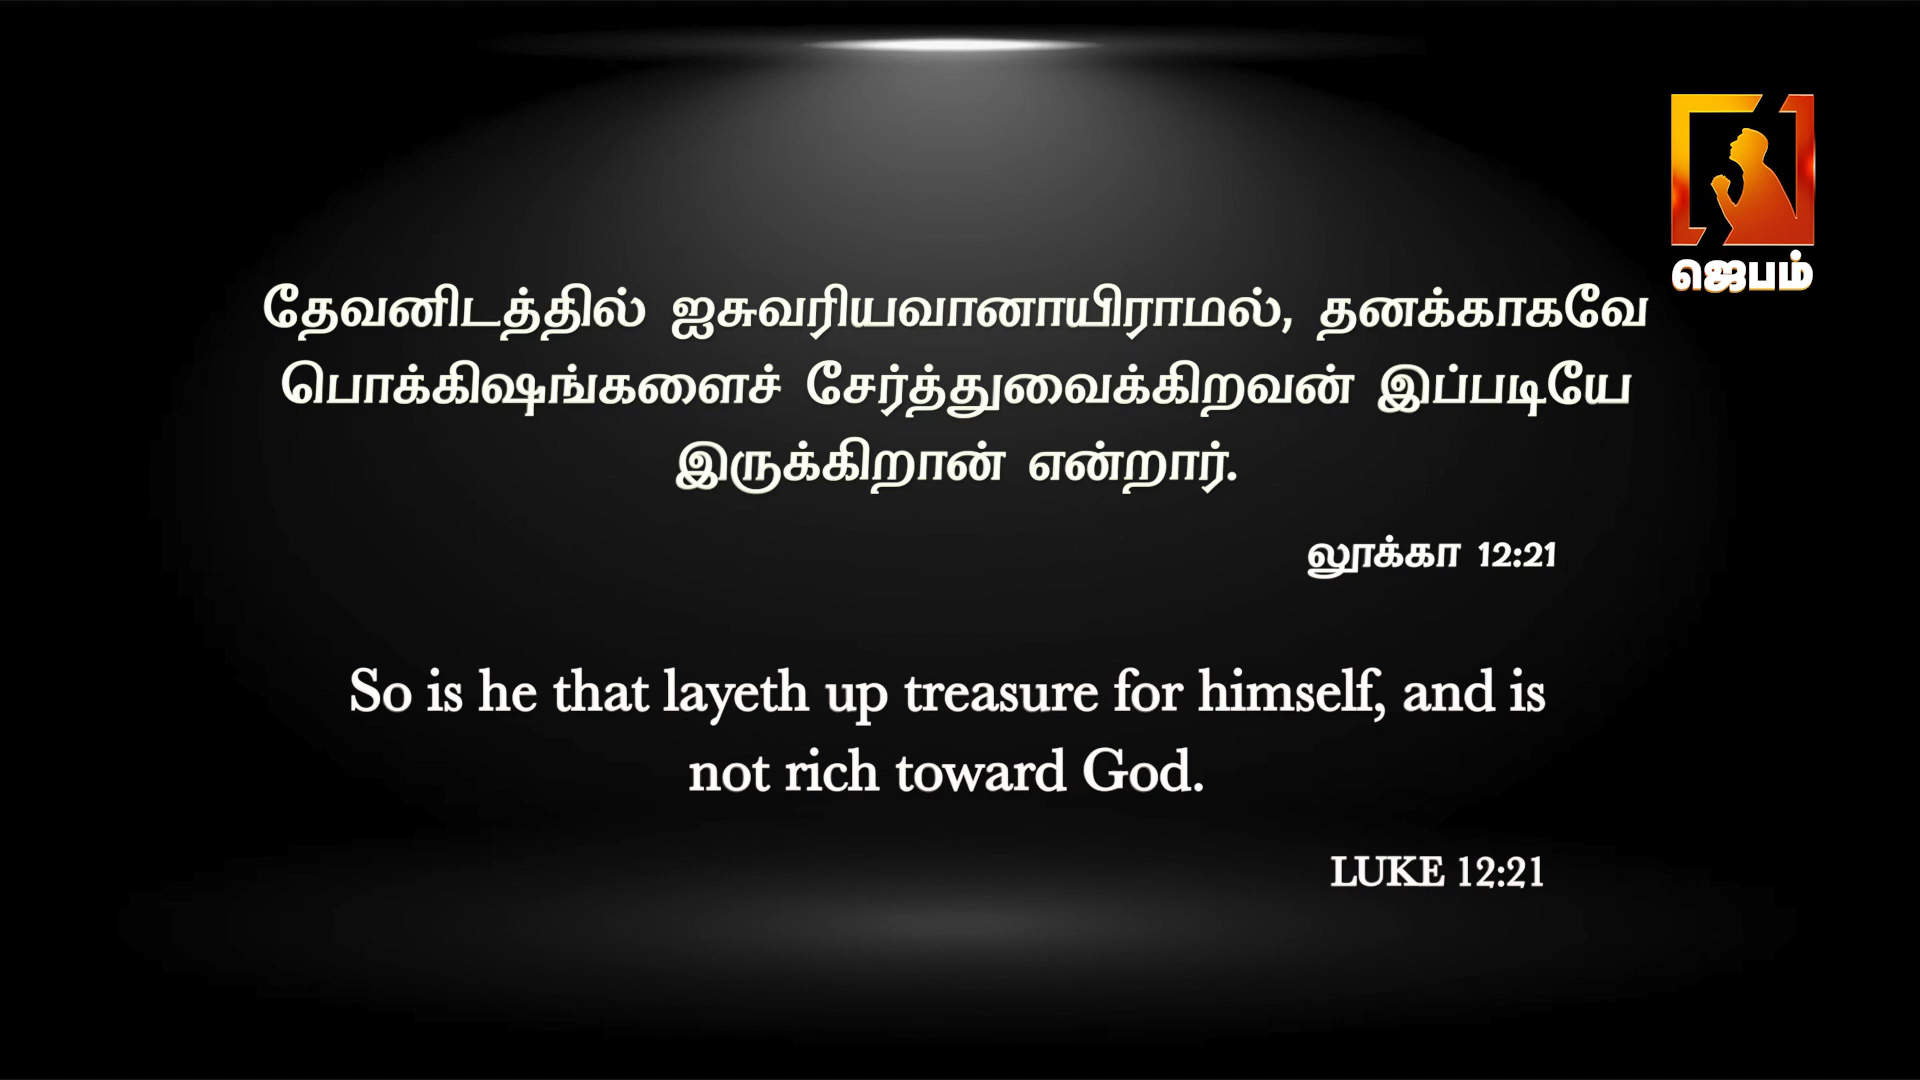 ஜெபம்
தேவனிடத்தில் ஐசுவரியவானாயிராமல், தனக்காகவே
பொக்கிஷங்களைச் சேர்த்துவைக்கிறவன் இப்படியே
இருக்கிறான் என்றார்.
லூக்கா 12:21
So is he that layeth up treasure for himself, and is
not rich toward God.
LUKE 12:21